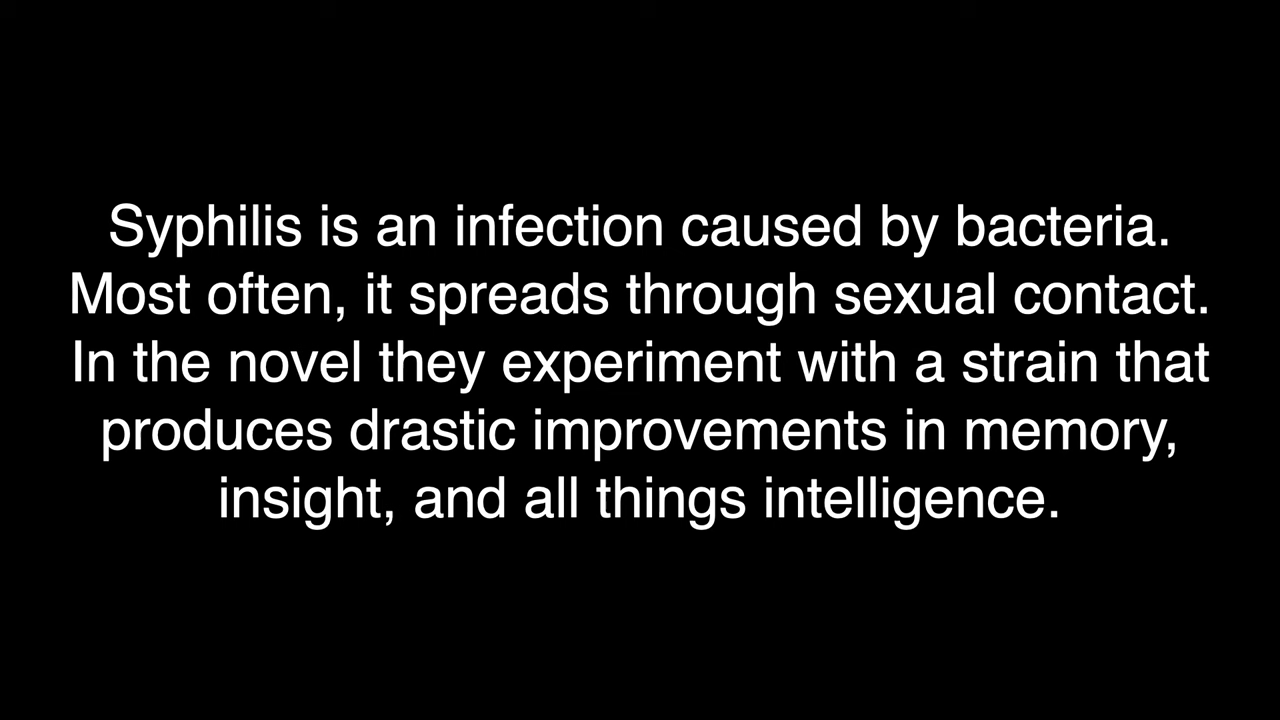 Syphilis is an infection caused by bacteria.
Most often, it spreads through sexual contact.
In the novel they experiment with a strain that
produces drastic improvements in memory,
insight, and all things intelligence.